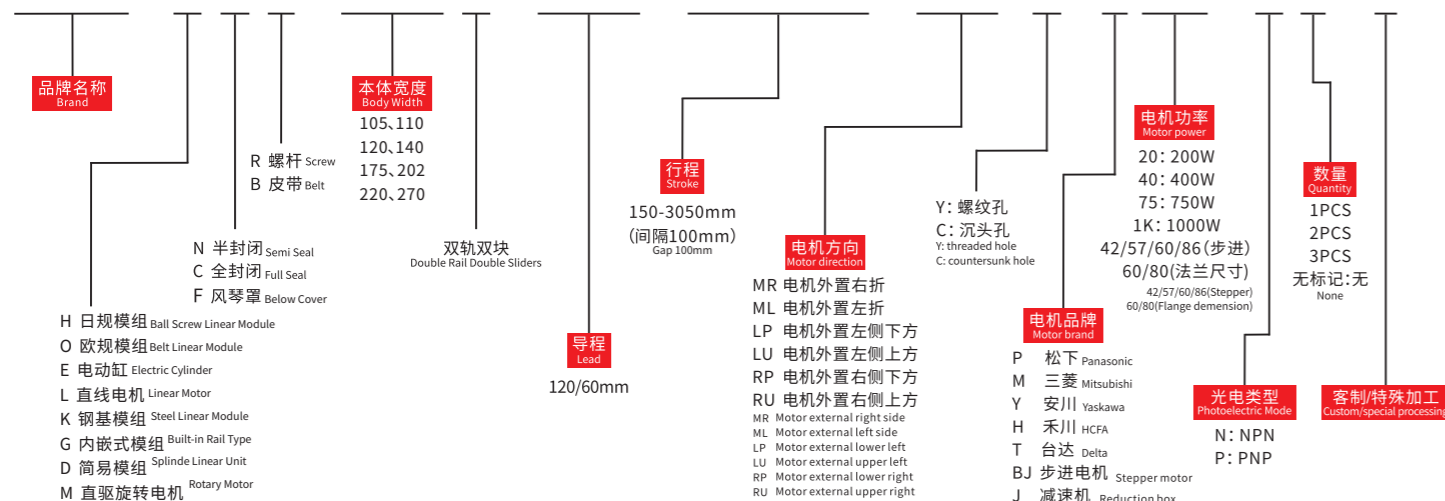 品牌名称
Brand
H 日规模组 Ball Screw Linear Module
O 欧规模组 Belt Linear Module
E 电动缸 Electric Cylinder
L 直线电机 Linear Motor
K 钢基模组 Steel Linear Module
G 内嵌式模组 Built-in Rail Type
D 简易模组 Splinde Linear Unit
M 直驱旋转电机 Rotary Motor
N 半封闭 Semi Seal
C 全封闭 Full Seal
F 风琴罩 Below Cover
R 螺杆 Screw
B 皮带 Belt
本体宽度
Body Width
105、110
120、140
175、202
220、270
双轨双块
Double Rail Double Sliders
导程
Lead
120/60mm
行程
Stroke
150-3050mm
(间隔100mm)
Gap 100mm
电机方向
Motor direction
MR 电机外置右折
ML 电机外置左折
LP 电机外置左侧下方
LU 电机外置左侧上方
RP 电机外置右侧下方
RU 电机外置右侧上方
MR Motor external right side
ML Motor external left side
LP Motor external lower left
LU Motor external upper left
RP Motor external lower right
RU Motor external upper right
Y: 螺纹孔
C: 沉头孔
Y: threaded hole
C: countersunk hole
电机品牌
Motor brand
P 松下 Panasonic
M 三菱 Mitsubishi
Y 安川 Yaskawa
H 禾川 HCFA
T 台达 Delta
BJ 步进电机 Stepper motor
J 减速机 Reduction box
电机功率
Motor power
20: 200W
40: 400W
75: 750W
1K: 1000W
42/57/60/86(步进)
60/80(法兰尺寸)
42/57/60/86(Stepper)
60/80(Flange demension)
光电类型
Photoelectric Mode
N: NPN
P: PNP
数量
Quantity
1PCS
2PCS
3PCS
无标记:无
None
客制/特殊加工
Custom/special processing